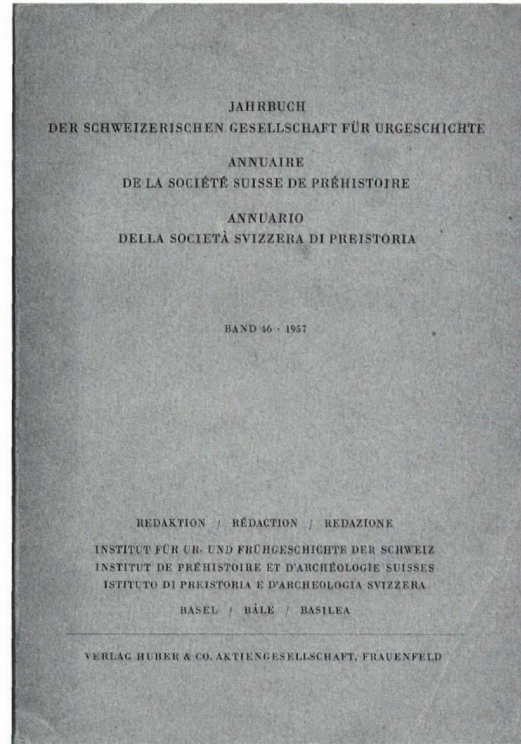 JAHRBUCH
DER SCHWEIZERISCHEN GESELLSCHAFT FÜR URGESCHICHTE
ANNUAIRE
DE LA SOCIÉTÉ SUISSE DE PRÉHISTOIRE
ANNUARIO
DELLA SOCIETÀ SVIZZERA DI PREISTORIA
BAND 46 · 1957
REDAKTION / RÉDACTION / REDAZIONE
INSTITUT FÜR UR- UND FRÜHGESCHICHTE DER SCHWEIZ
INSTITUT DE PRÉHISTOIRE ET D'ARCHÉOLOGIE SUISSES
ISTITUTO DI PREISTORIA E D'ARCHEOLOGIA SVIZZERA
BASEL / BÂLE / BASILEA
VERLAG HUBER & CO. AKTIENGESELLSCHAFT, FRAUENFELD